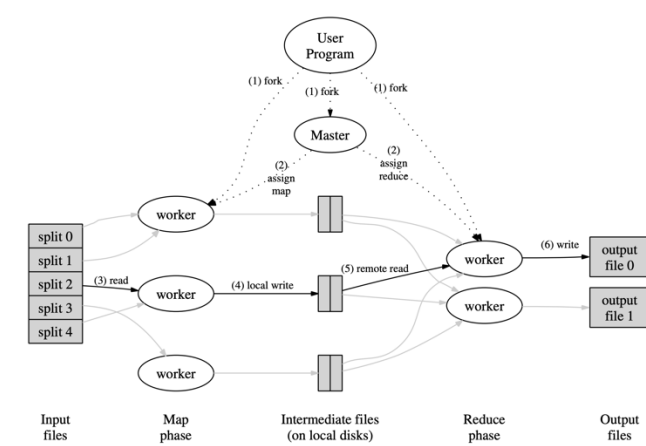 User
Program
(1) fork
(1) fork
(1) fork
Master
(2)
assign
map
(2)
assign
reduce
worker
split 0
split 1
split 2
split 3
split 4
(3) read
worker
(4) local write
(5) remote read
worker
(6) write
output
file 0
worker
output
file 1
worker
Input
files
Map
phase
Intermediate files
(on local disks)
Reduce
phase
Output
files